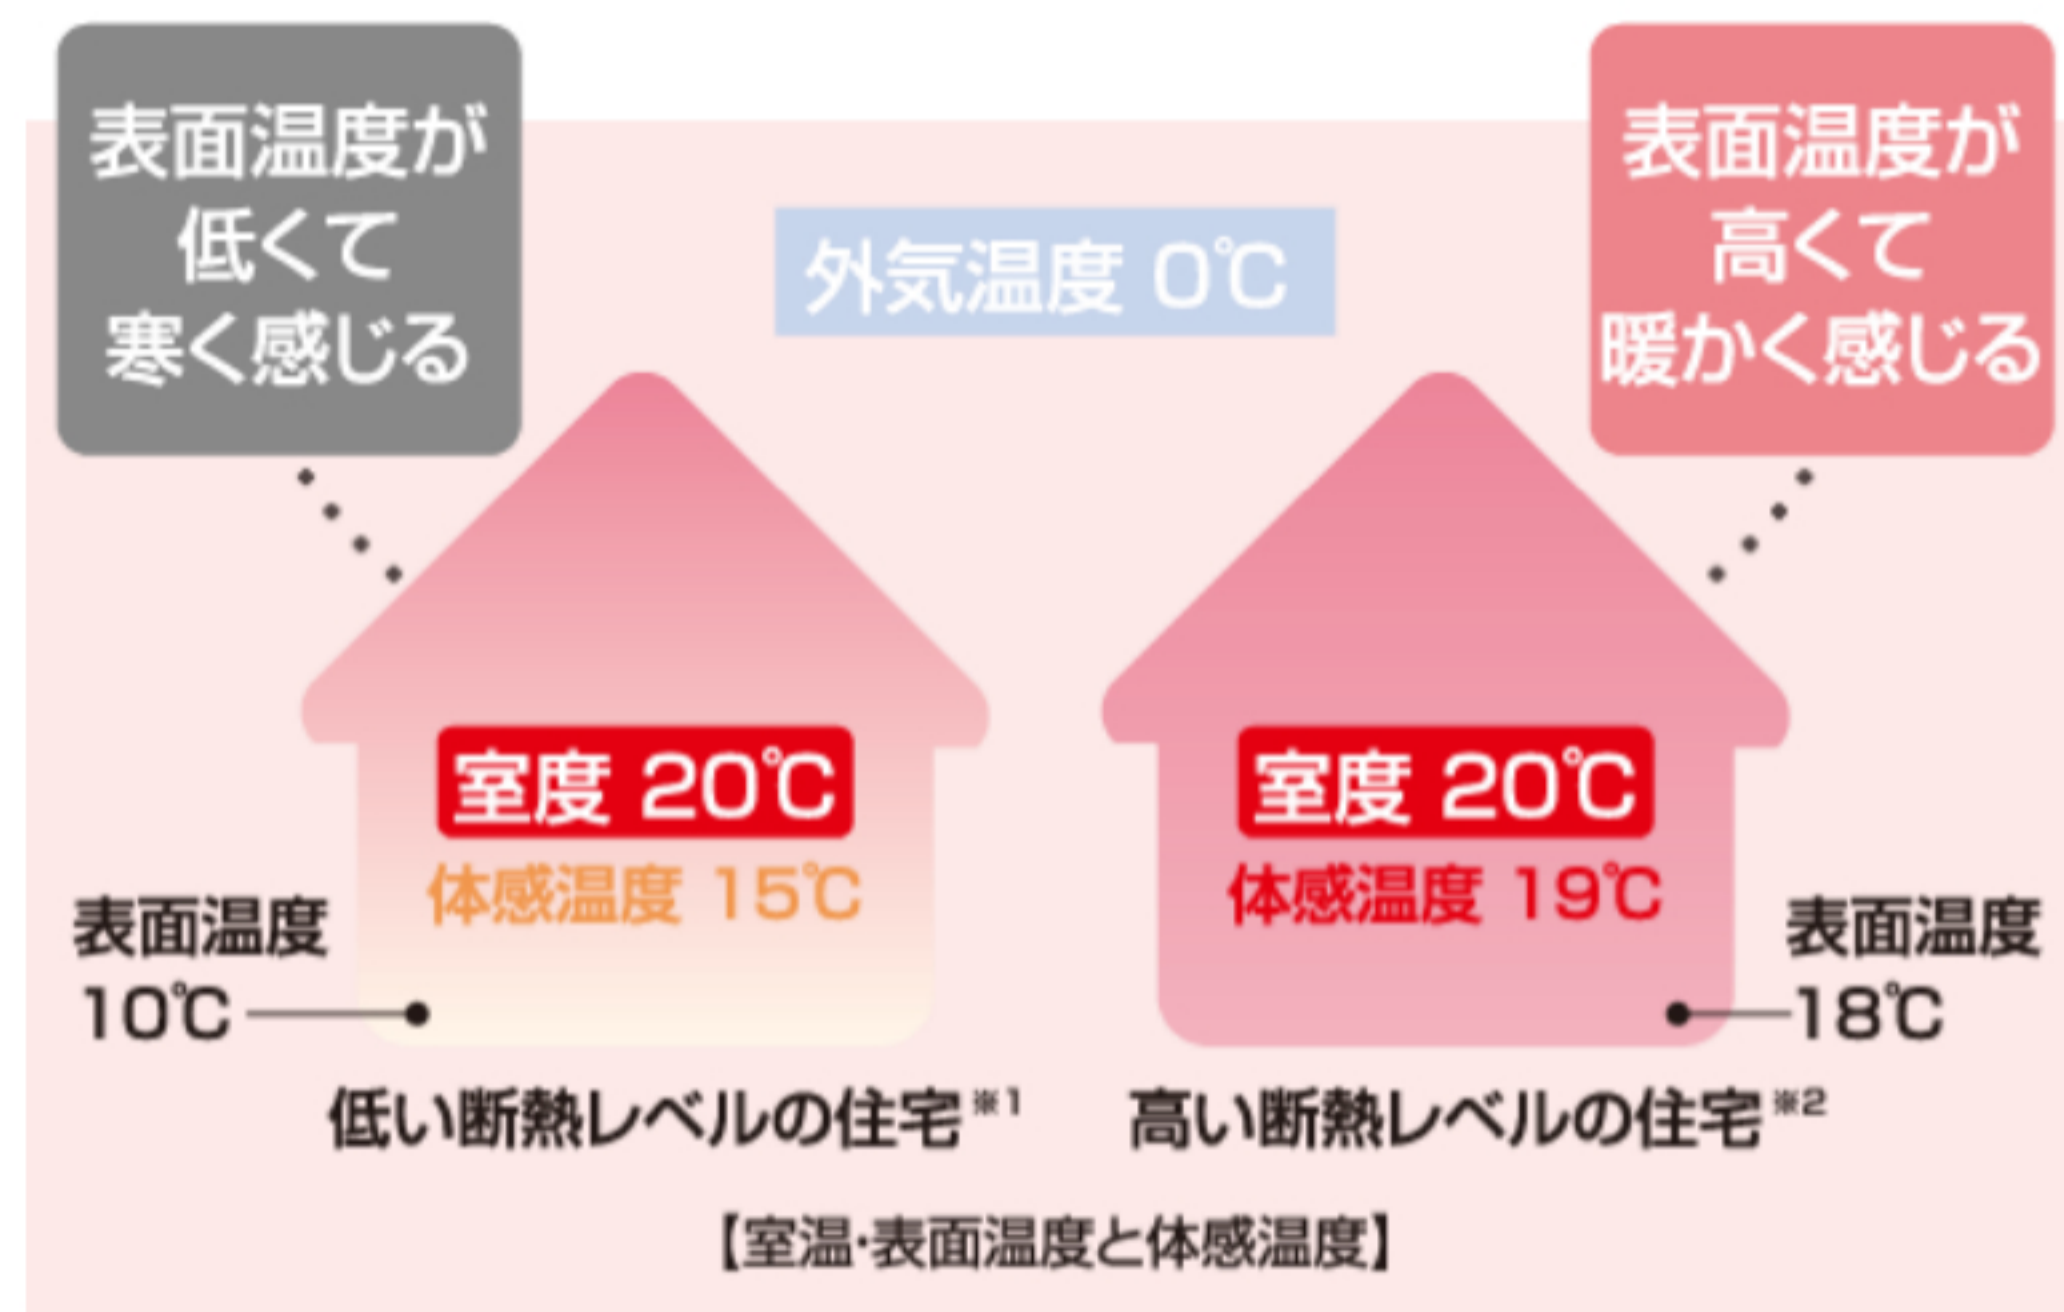 表面温度が
低くて
寒く感じる
外気温度 0℃
表面温度が
高くて
暖かく感じる
室度 20℃
体感温度 15℃
表面温度
10℃
低い断熱レベルの住宅※1
室度 20℃
体感温度 19℃
表面温度
18℃
高い断熱レベルの住宅※2
【室温・表面温度と体感温度】